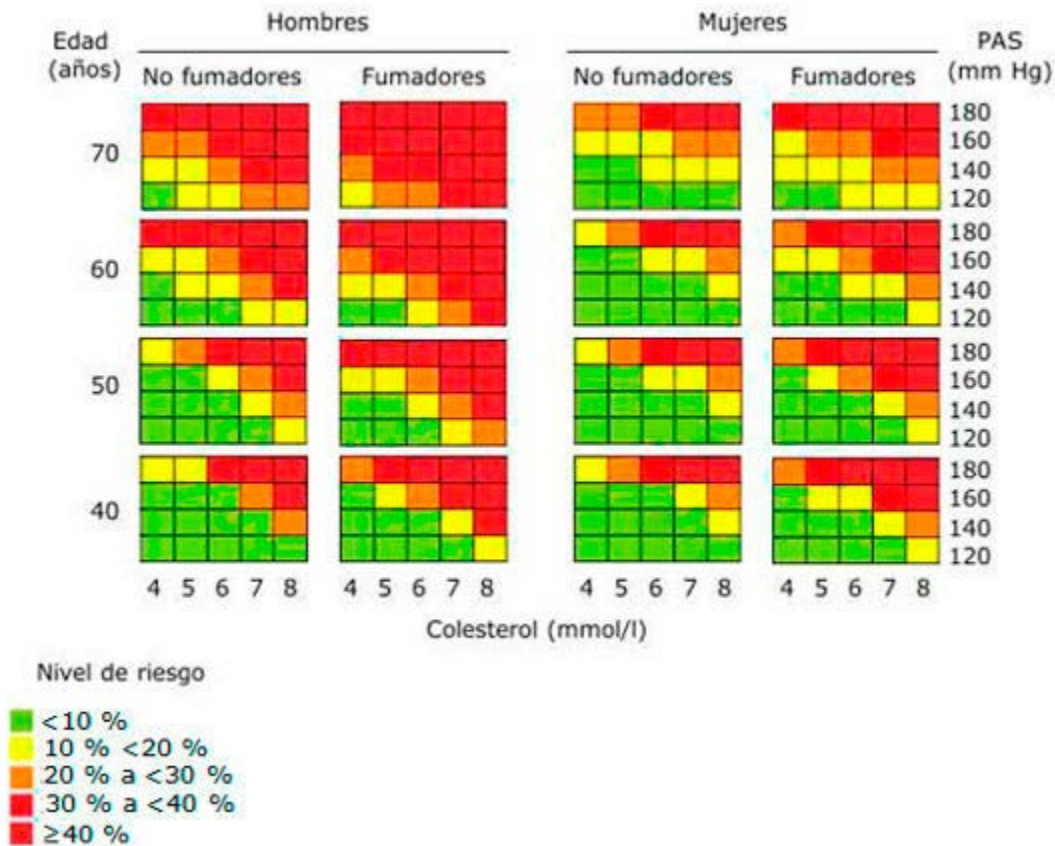 Hombres Mujeres
Edad (años) PAS (mm Hg)
No fumadores Fumadores No fumadores Fumadores
180
70 160
140
120
180
60 160
140
120
180
50 160
140
120
180
40 160
140
120
4 5 6 7 8 4 5 6 7 8 4 5 6 7 8 4 5 6 7 8
Colesterol (mmol/l)
Nivel de riesgo
<10 %
10 % <20 %
20 % a <30 %
30 % a <40 %
≥40 %